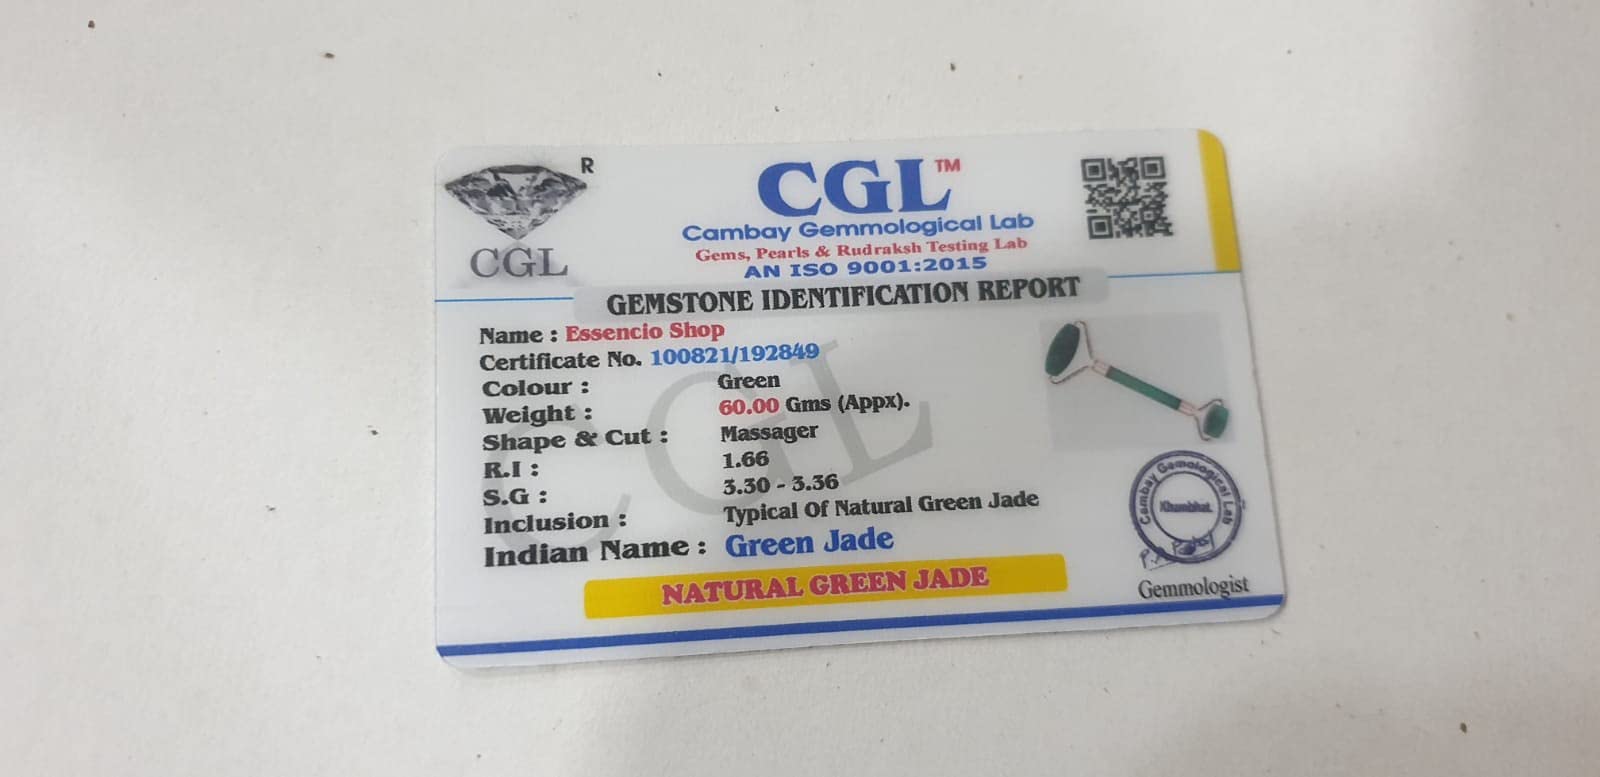 R
CGL
CGL™
Cambay Gemmological Lab
Gems, Pearls & Rudraksh Testing Lab
AN ISO 9001:2015
GEMSTONE IDENTIFICATION REPORT
Name : Essencio Shop
Certificate No. 100821/192849
Colour : Green
Weight : 60.00 Gms (Appx).
Shape & Cut : Massager
R.I : 1.66
S.G : 3.30 - 3.36
Inclusion : Typical Of Natural Green Jade
Indian Name : Green Jade
NATURAL GREEN JADE
CGL
Cambay Gemmological Lab
Khambhat.
Gemmologist